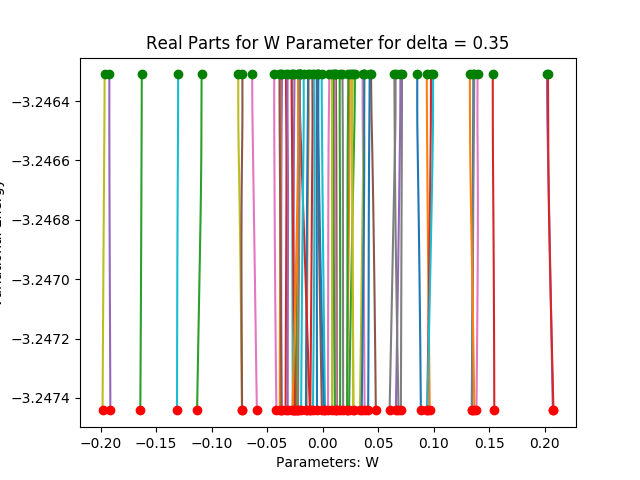 Real Parts for W Parameter for delta = 0.35
−3.2464
−3.2466
−3.2468
−3.2470
−3.2472
−3.2474
−0.20 −0.15 −0.10 −0.05 0.00 0.05 0.10 0.15 0.20
Parameters: W